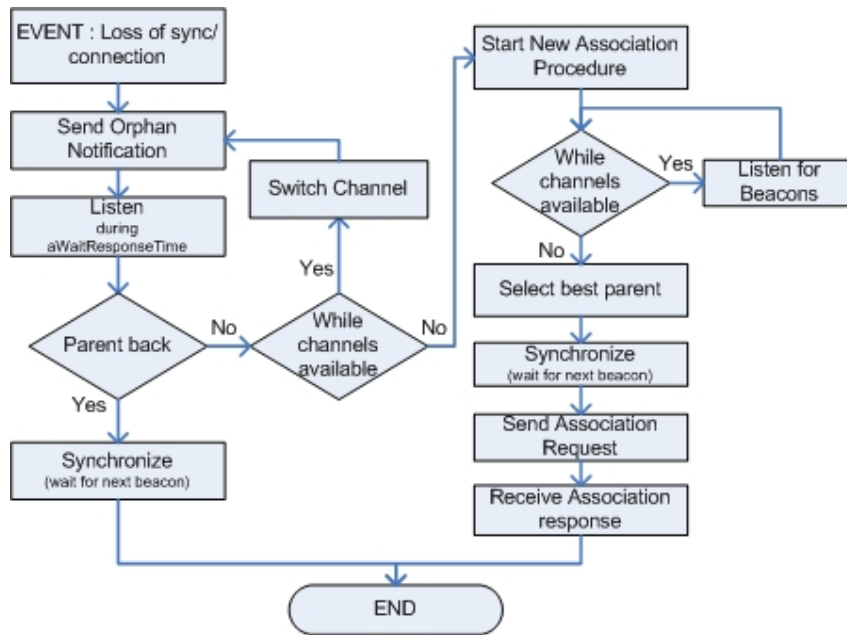 EVENT : Loss of sync/
connection
Send Orphan
Notification
Listen
during
aWaitResponseTime
Parent back
Yes
No
Synchronize
(wait for next beacon)
Switch Channel
Yes
While
channels
available
No
Start New Association
Procedure
While
channels
available
Yes
Listen for
Beacons
No
Select best parent
Synchronize
(wait for next beacon)
Send Association
Request
Receive Association
response
END